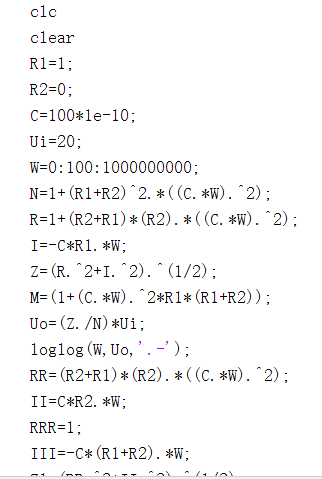 clc
clear
R1=1;
R2=0;
C=100*1e-10;
Ui=20;
W=0:100:1000000000;
N=1+(R1+R2)^2.*((C.*W).^2);
R=1+(R2+R1)*(R2).*((C.*W).^2);
I=-C*R1.*W;
Z=(R.^2+I.^2).^(1/2);
M=(1+(C.*W).^2*R1*(R1+R2));
Uo=(Z./N)*Ui;
loglog(W,Uo,'.-');
RR=(R2+R1)*(R2).*((C.*W).^2);
II=C*R2.*W;
RRR=1;
III=-C*(R1+R2).*W;